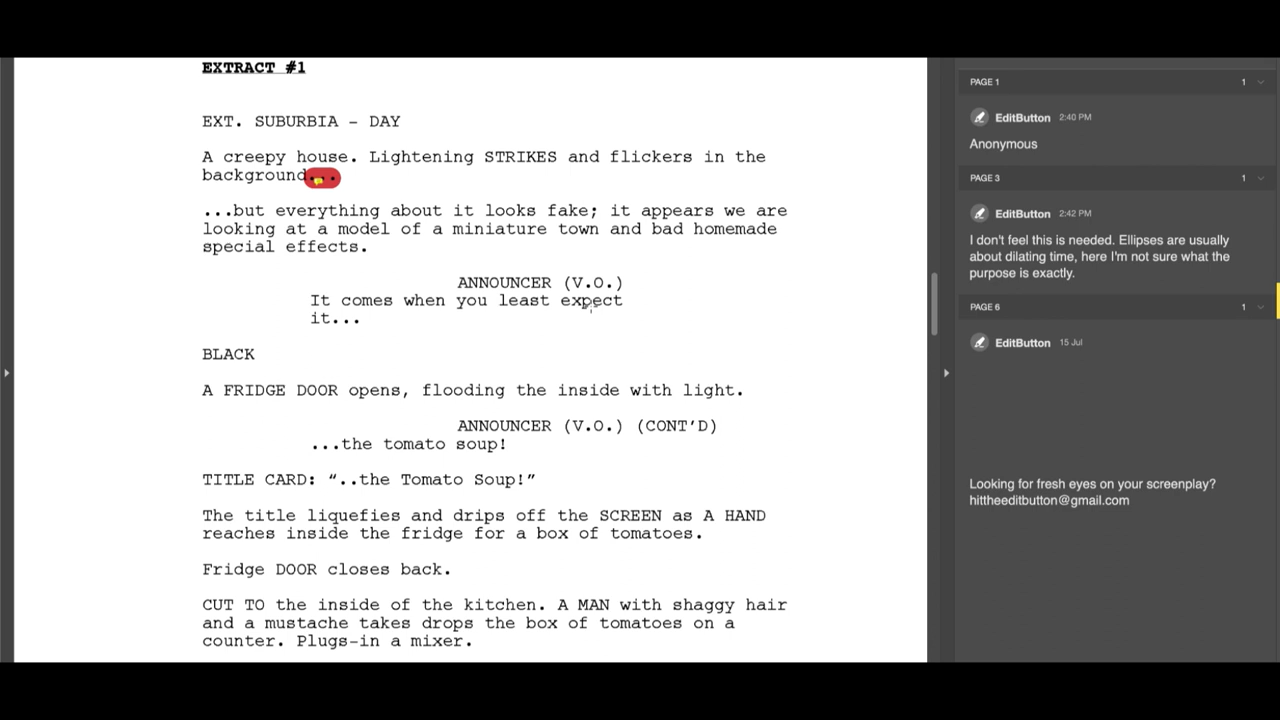 EXTRACT #1
EXT. SUBURBIA - DAY
A creepy house. Lightening STRIKES and flickers in the
background...
...but everything about it looks fake; it appears we are
looking at a model of a miniature town and bad homemade
special effects.
ANNOUNCER (V.O.)
It comes when you least expect
it...
BLACK
A FRIDGE DOOR opens, flooding the inside with light.
ANNOUNCER (V.O.) (CONT'D)
...the tomato soup!
TITLE CARD: “..the Tomato Soup!”
The title liquefies and drips off the SCREEN as A HAND
reaches inside the fridge for a box of tomatoes.
Fridge DOOR closes back.
CUT TO the inside of the kitchen. A MAN with shaggy hair
and a mustache takes drops the box of tomatoes on a
counter. Plugs-in a mixer.
PAGE 1 1
EditButton 2:40 PM
Anonymous
PAGE 3 1
EditButton 2:42 PM
I don't feel this is needed. Ellipses are usually
about dilating time, here I'm not sure what the
purpose is exactly.
PAGE 6 1
EditButton 15 Jul
Looking for fresh eyes on your screenplay?
hittheeditbutton@gmail.com